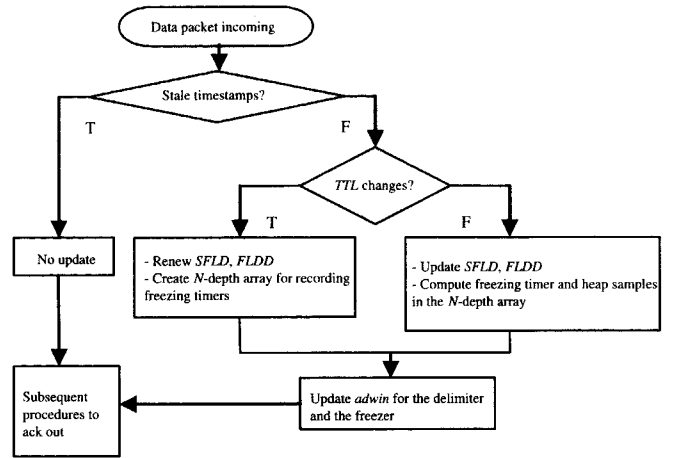 Data packet incoming
Stale timestamps?
T
F
TTL changes?
T
F
No update
- Renew SFLD, FLDD
- Create N-depth array for recording
freezing timers
- Update SFLD, FLDD
- Compute freezing timer and heap samples
in the N-depth array
Subsequent
procedures to
ack out
Update adwin for the delimiter
and the freezer